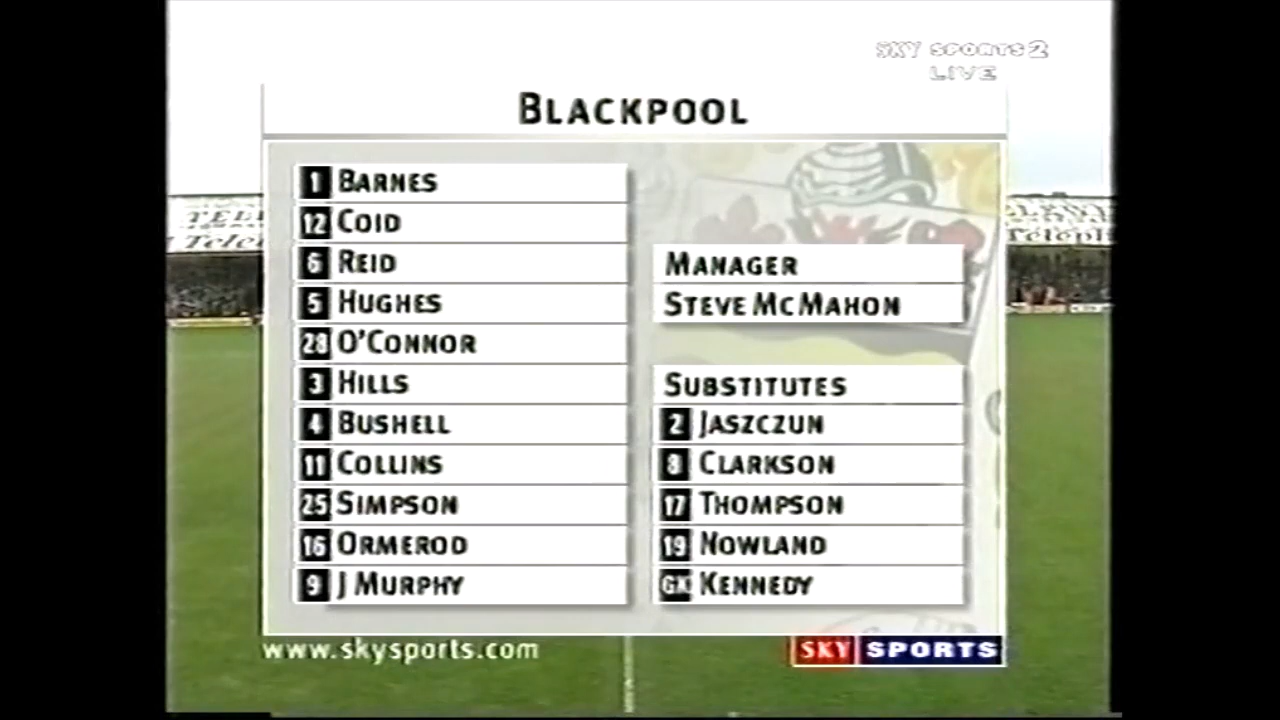 SKY SPORTS 2
LIVE
BLACKPOOL
1 BARNES
12 COID
6 REID
5 HUGHES
28 O'CONNOR
3 HILLS
4 BUSHELL
11 COLLINS
25 SIMPSON
16 ORMEROD
9 J MURPHY
MANAGER
STEVE MCMAHON
SUBSTITUTES
2 JASZCZUN
8 CLARKSON
17 THOMPSON
19 NOWLAND
GK KENNEDY
www.skysports.com
SKY SPORTS